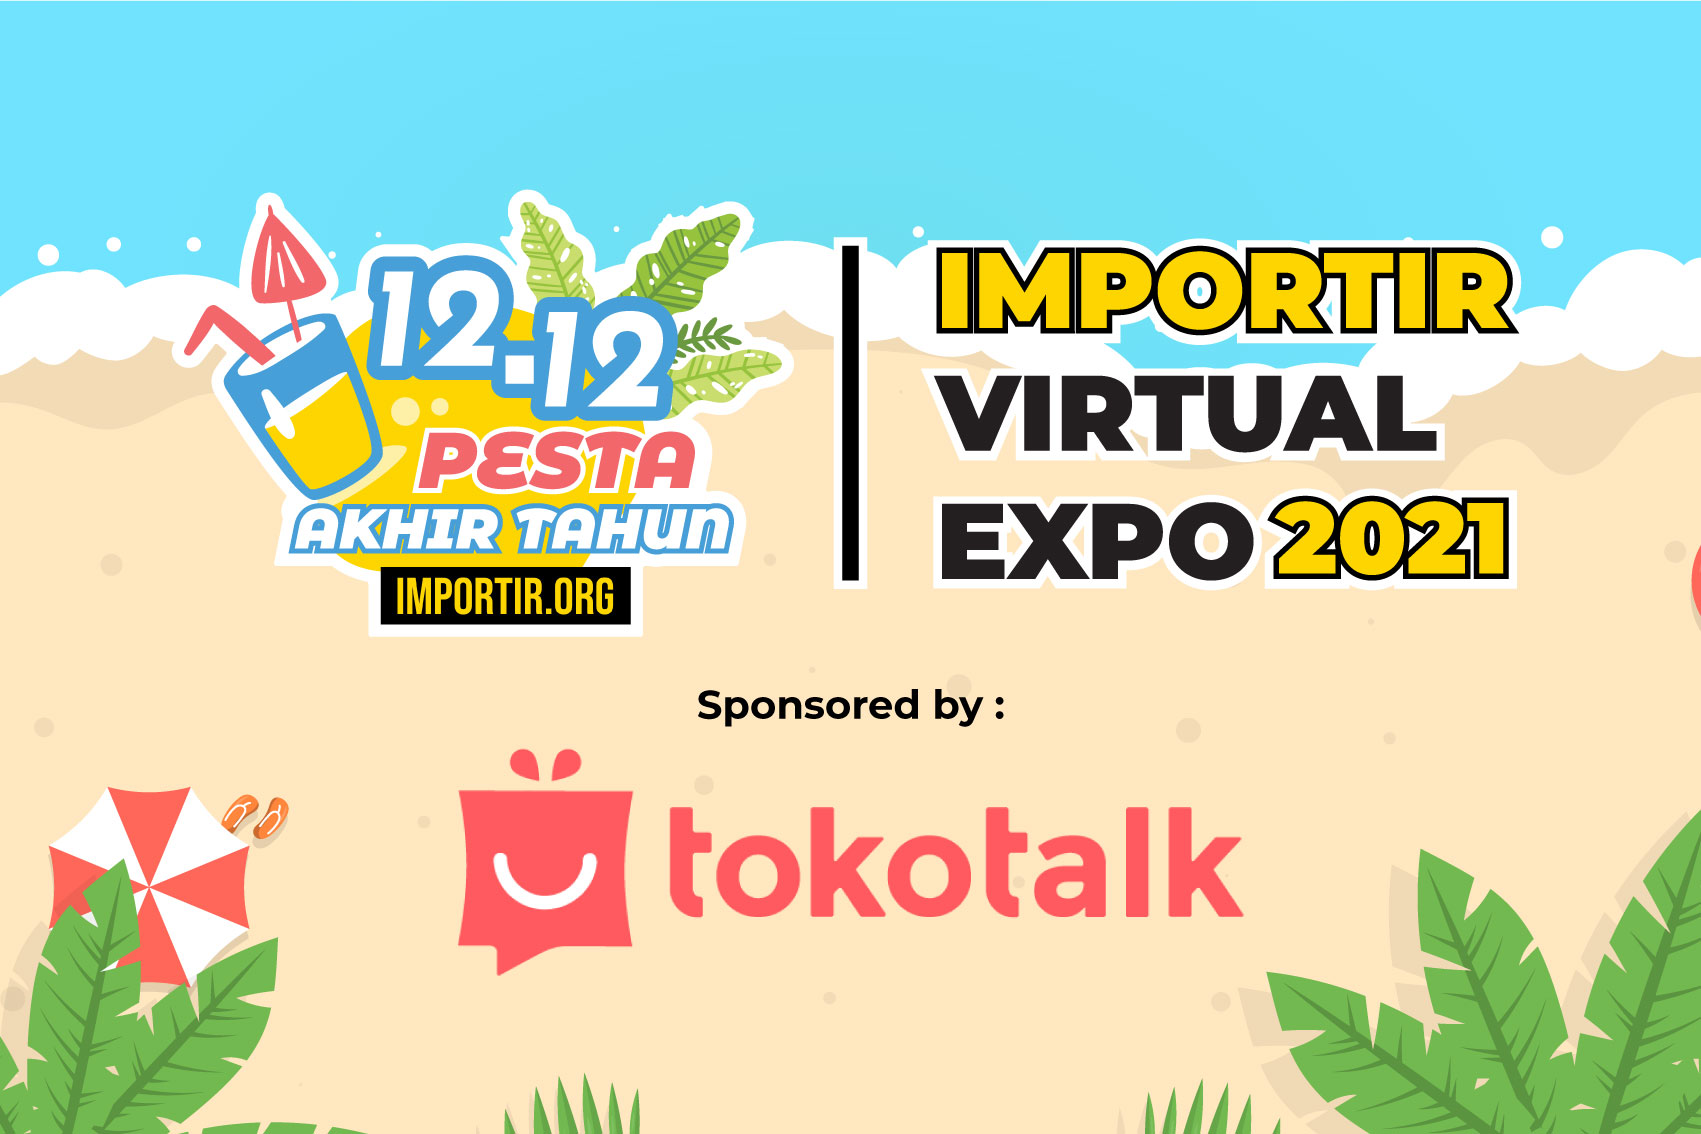 12.12
PESTA
AKHIR TAHUN
IMPORTIR.ORG
IMPORTIR
VIRTUAL
EXPO 2021
Sponsored by :
tokotalk